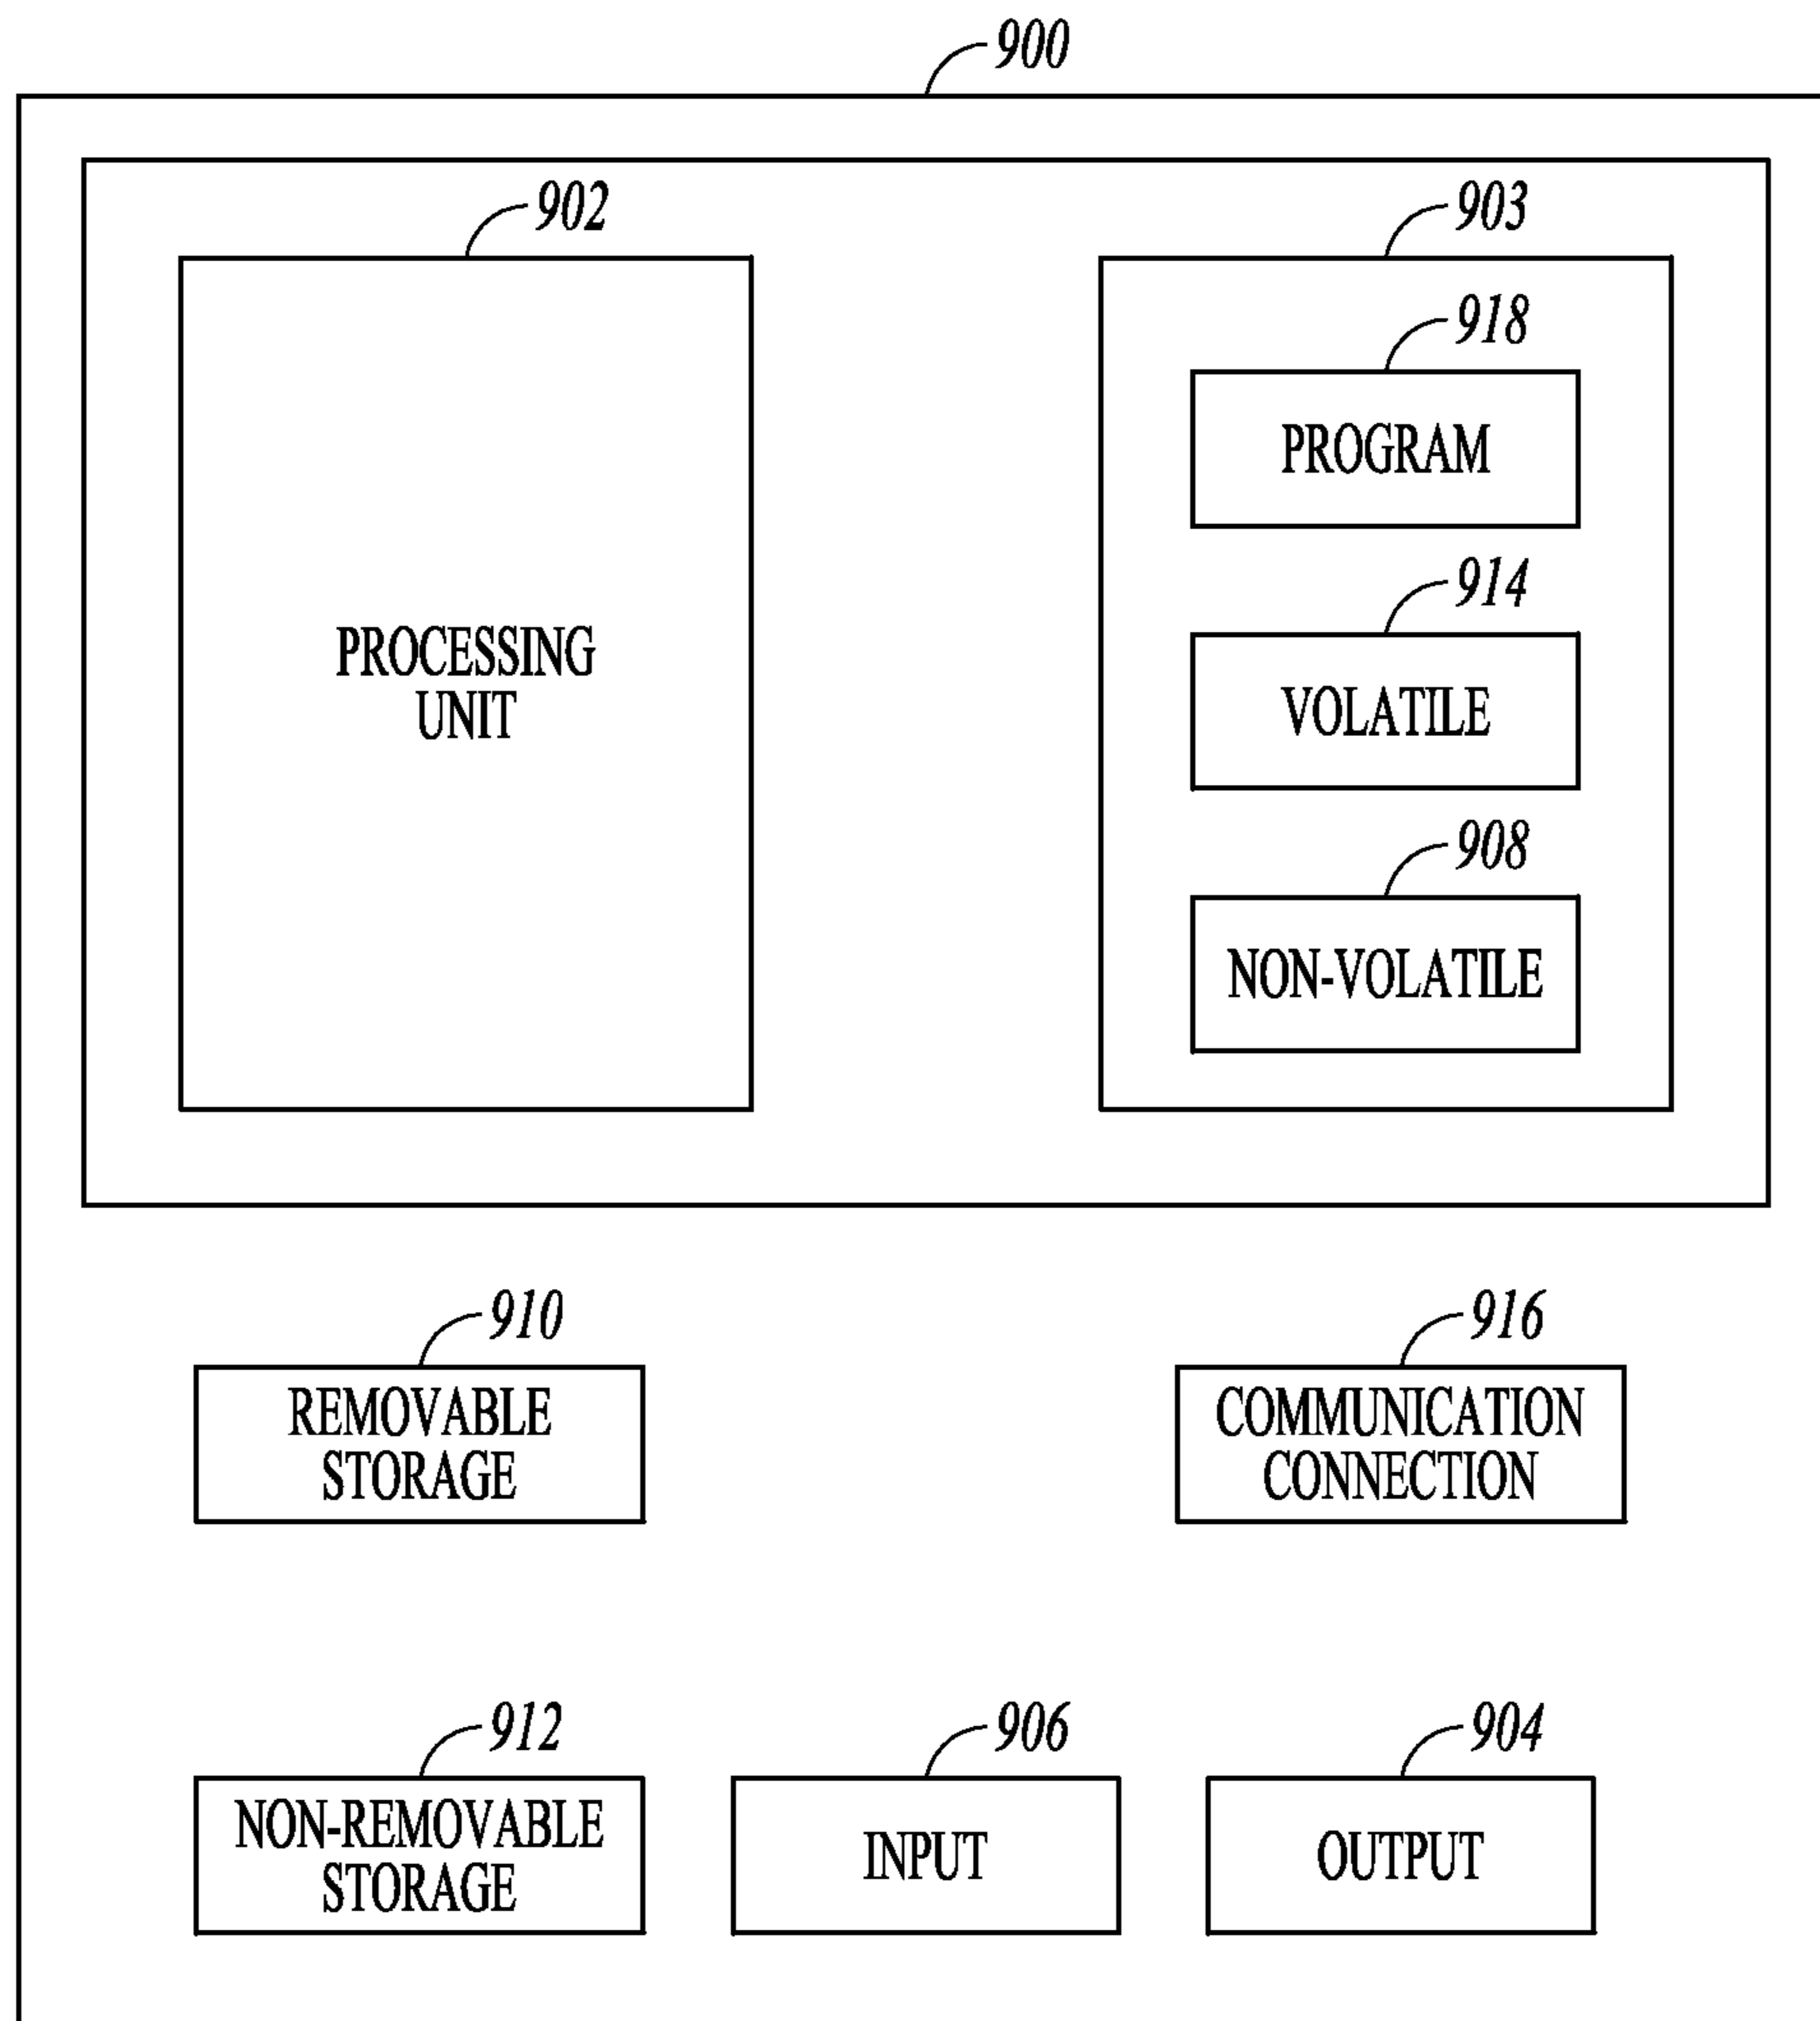 900
902
903
918
PROGRAM
914
VOLATILE
PROCESSING
UNIT
908
NON-VOLATILE
910
REMOVABLE
STORAGE
916
COMMUNICATION
CONNECTION
912
NON-REMOVABLE
STORAGE
906
INPUT
904
OUTPUT